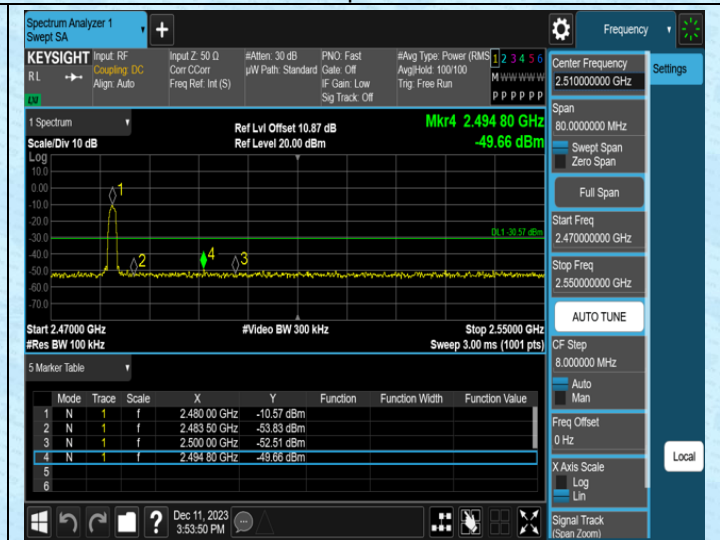 Spectrum Analyzer 1
Swept SA
+
Frequency
KEYSIGHT
RL
LXI
Input: RF
Coupling: DC
Align: Auto
Input Z: 50 Ω
Corr CCorr
Freq Ref: Int (S)
#Atten: 30 dB
µW Path: Standard
PNO: Fast
Gate: Off
IF Gain: Low
Sig Track: Off
#Avg Type: Power (RMS
Avg|Hold: 100/100
Trig: Free Run
1 2 3 4 5 6
M W W W W W
P P P P P P
1 Spectrum
Scale/Div 10 dB
Ref Lvl Offset 10.87 dB
Ref Level 20.00 dBm
Mkr4 2.494 80 GHz
-49.66 dBm
Log
10.0
0.00
-10.0
-20.0
-30.0
-40.0
-50.0
-60.0
-70.0
1
2
4
3
DL1 -30.57 dBm
Start 2.47000 GHz
#Res BW 100 kHz
#Video BW 300 kHz
Stop 2.55000 GHz
Sweep 3.00 ms (1001 pts)
5 Marker Table
Mode Trace Scale X Y Function Function Width Function Value
1 N 1 f 2.480 00 GHz -10.57 dBm
2 N 1 f 2.483 50 GHz -53.83 dBm
3 N 1 f 2.500 00 GHz -52.51 dBm
4 N 1 f 2.494 80 GHz -49.66 dBm
5
6
?
Dec 11, 2023
3:53:50 PM
Center Frequency
2.510000000 GHz
Settings
Span
80.0000000 MHz
Swept Span
Zero Span
Full Span
Start Freq
2.470000000 GHz
Stop Freq
2.550000000 GHz
AUTO TUNE
CF Step
8.000000 MHz
Auto
Man
Freq Offset
0 Hz
X Axis Scale
Log
Lin
Local
Signal Track
(Span Zoom)